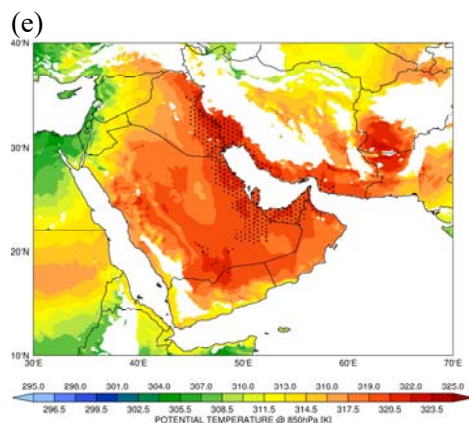 (e)
40°N
30°N
20°N
10°N
30°E 40°E 50°E 60°E 70°E
295.0 298.0 301.0 304.0 307.0 310.0 313.0 316.0 319.0 322.0 325.0
296.5 299.5 302.5 305.5 308.5 311.5 314.5 317.5 320.5 323.5
POTENTIAL TEMPERATURE @ 850hPa [K]